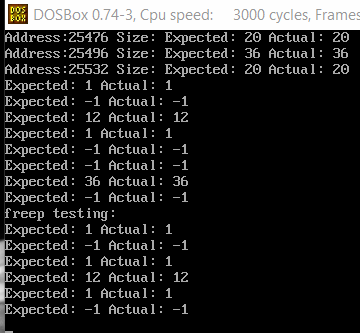 DOS BOX DOSBox 0.74-3, Cpu speed: 3000 cycles, Frames
Address:25476 Size: Expected: 20 Actual: 20
Address:25496 Size: Expected: 36 Actual: 36
Address:25532 Size: Expected: 20 Actual: 20
Expected: 1 Actual: 1
Expected: -1 Actual: -1
Expected: 12 Actual: 12
Expected: 1 Actual: 1
Expected: -1 Actual: -1
Expected: -1 Actual: -1
Expected: 36 Actual: 36
Expected: -1 Actual: -1
freep testing:
Expected: 1 Actual: 1
Expected: -1 Actual: -1
Expected: 1 Actual: 1
Expected: 12 Actual: 12
Expected: 1 Actual: 1
Expected: -1 Actual: -1